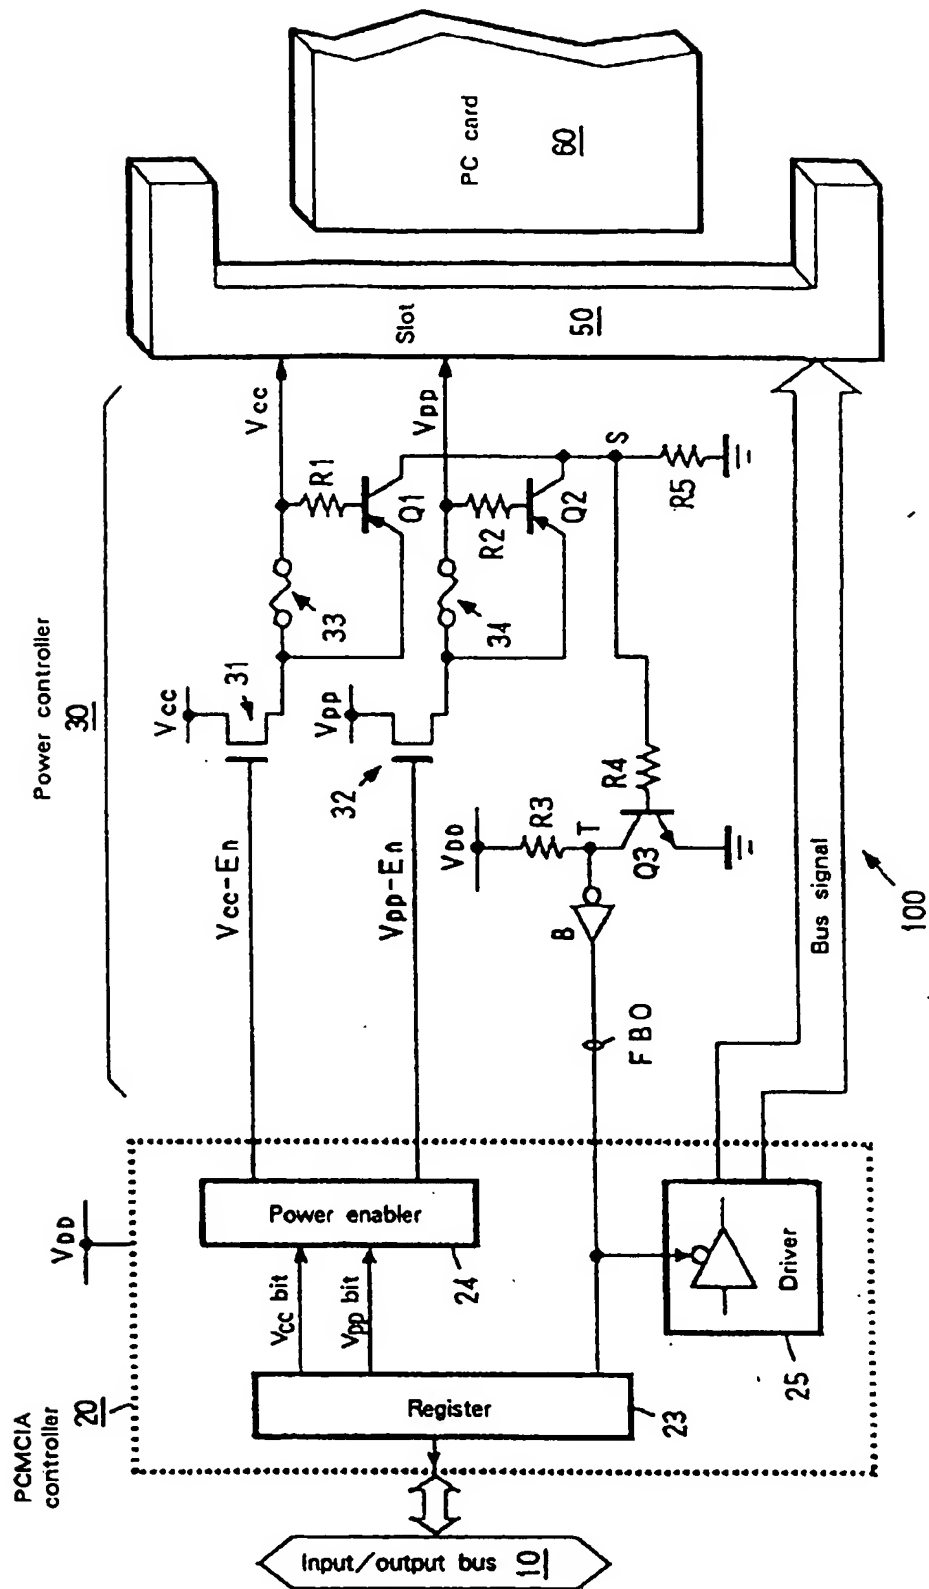 Power controller
30
PCMCIA
controller
20
VDD
Vcc
31
Vcc-En
33
R1
Q1
Vcc
Vpp
32
Vpp-En
34
R2
Q2
Vpp
S
R5
VDD
R3
T
R4
Q3
B
FBO
Power enabler
24
Vcc bit
Vpp bit
Register
23
Driver
25
Input/output bus 10
Bus signal
100
Slot
50
PC card
60